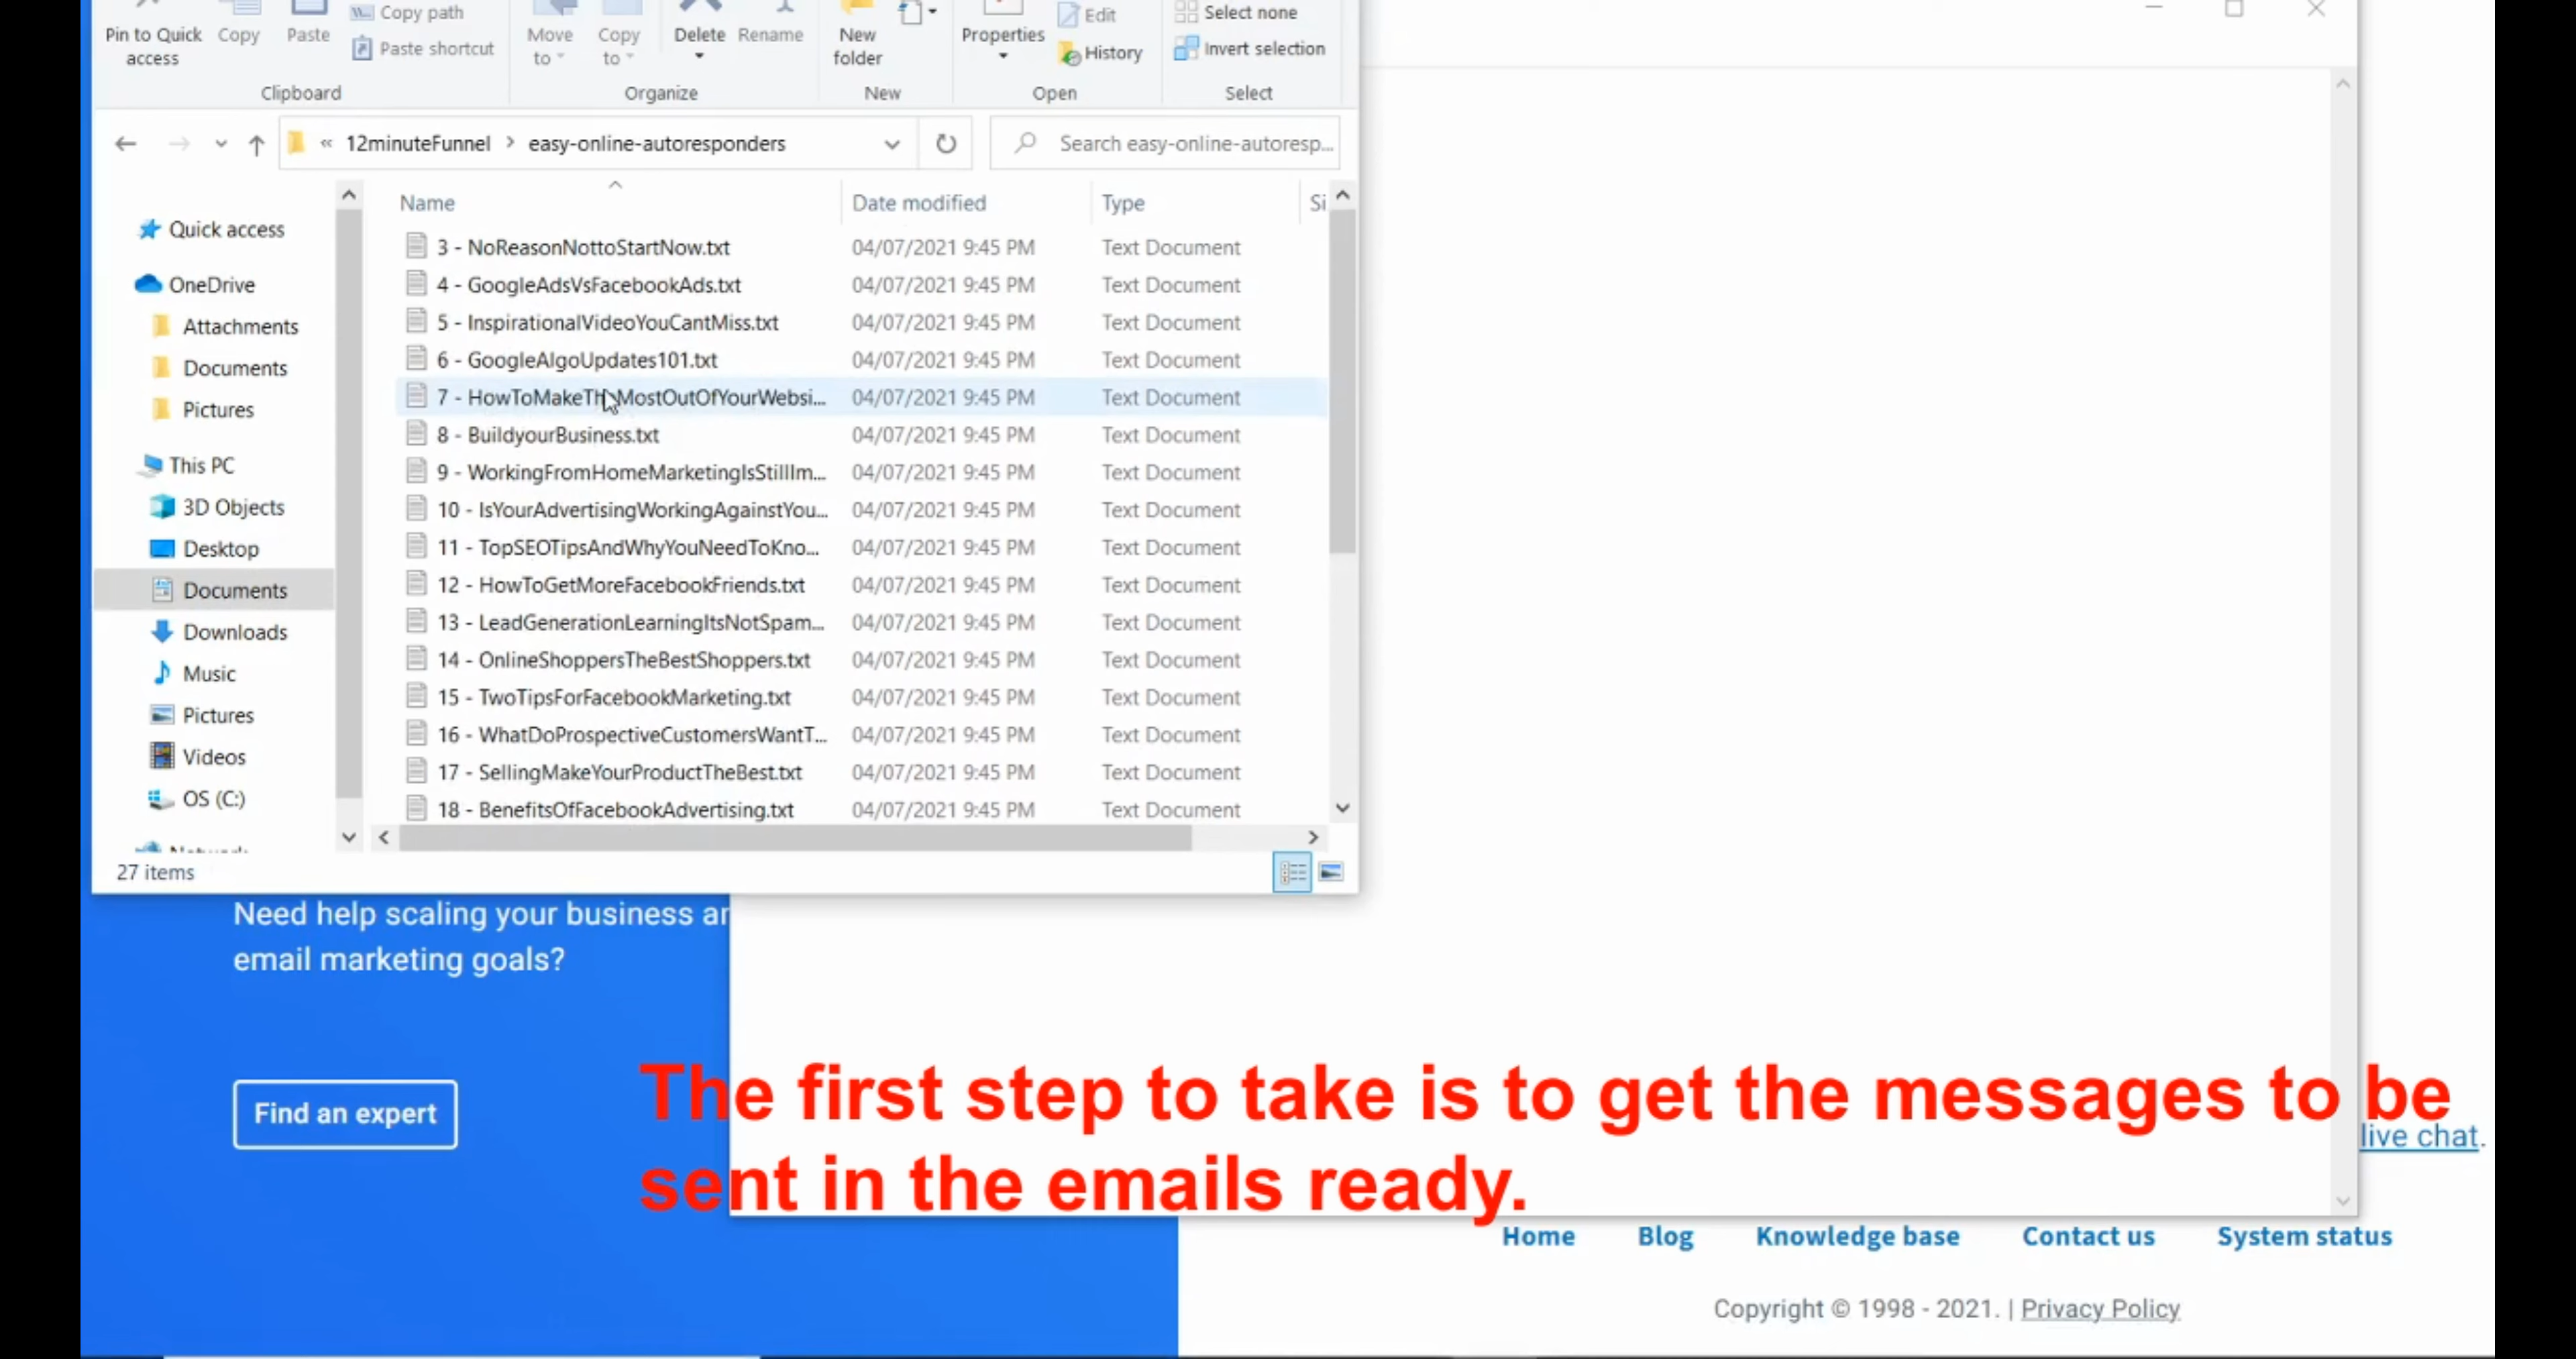 Pin to Quick access
Copy
Paste
Copy path
Paste shortcut
Clipboard
Move to
Copy to
Delete
Rename
Organize
New folder
New
Properties
Edit
History
Open
Select none
Invert selection
Select
« 12minuteFunnel > easy-online-autoresponders
Search easy-online-autoresp...
Quick access
OneDrive
Attachments
Documents
Pictures
This PC
3D Objects
Desktop
Documents
Downloads
Music
Pictures
Videos
OS (C:)
Network
Name Date modified Type Si
3 - NoReasonNottoStartNow.txt 04/07/2021 9:45 PM Text Document
4 - GoogleAdsVsFacebookAds.txt 04/07/2021 9:45 PM Text Document
5 - InspirationalVideoYouCantMiss.txt 04/07/2021 9:45 PM Text Document
6 - GoogleAlgoUpdates101.txt 04/07/2021 9:45 PM Text Document
7 - HowToMakeTheMostOutOfYourWebsi... 04/07/2021 9:45 PM Text Document
8 - BuildyourBusiness.txt 04/07/2021 9:45 PM Text Document
9 - WorkingFromHomeMarketingIsStillIm... 04/07/2021 9:45 PM Text Document
10 - IsYourAdvertisingWorkingAgainstYou... 04/07/2021 9:45 PM Text Document
11 - TopSEOTipsAndWhyYouNeedToKno... 04/07/2021 9:45 PM Text Document
12 - HowToGetMoreFacebookFriends.txt 04/07/2021 9:45 PM Text Document
13 - LeadGenerationLearningItsNotSpam... 04/07/2021 9:45 PM Text Document
14 - OnlineShoppersTheBestShoppers.txt 04/07/2021 9:45 PM Text Document
15 - TwoTipsForFacebookMarketing.txt 04/07/2021 9:45 PM Text Document
16 - WhatDoProspectiveCustomersWantT... 04/07/2021 9:45 PM Text Document
17 - SellingMakeYourProductTheBest.txt 04/07/2021 9:45 PM Text Document
18 - BenefitsOfFacebookAdvertising.txt 04/07/2021 9:45 PM Text Document
27 items
Need help scaling your business an
email marketing goals?
Find an expert
The first step to take is to get the messages to be
sent in the emails ready.
live chat.
Home Blog Knowledge base Contact us System status
Copyright © 1998 - 2021. | Privacy Policy